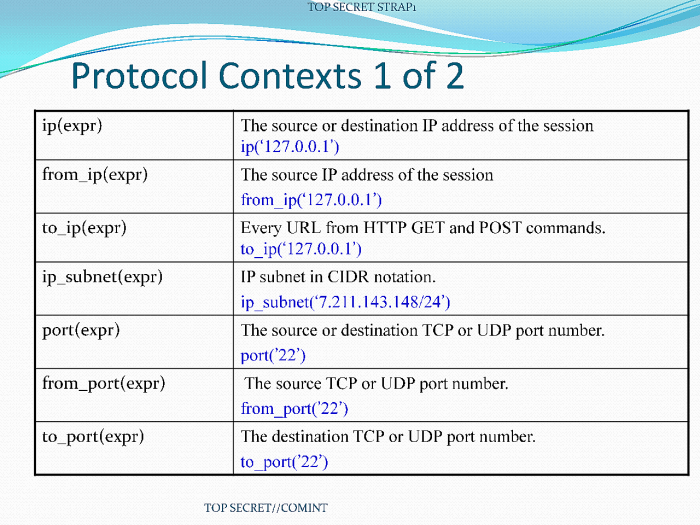 TOP SECRET STRAP1
Protocol Contexts 1 of 2
ip(expr)
The source or destination IP address of the session
ip(‘127.0.0.1’)
from_ip(expr)
The source IP address of the session
from_ip(‘127.0.0.1’)
to_ip(expr)
Every URL from HTTP GET and POST commands.
to_ip(‘127.0.0.1’)
ip_subnet(expr)
IP subnet in CIDR notation.
ip_subnet(‘7.211.143.148/24’)
port(expr)
The source or destination TCP or UDP port number.
port(’22’)
from_port(expr)
The source TCP or UDP port number.
from_port(’22’)
to_port(expr)
The destination TCP or UDP port number.
to_port(’22’)
TOP SECRET//COMINT